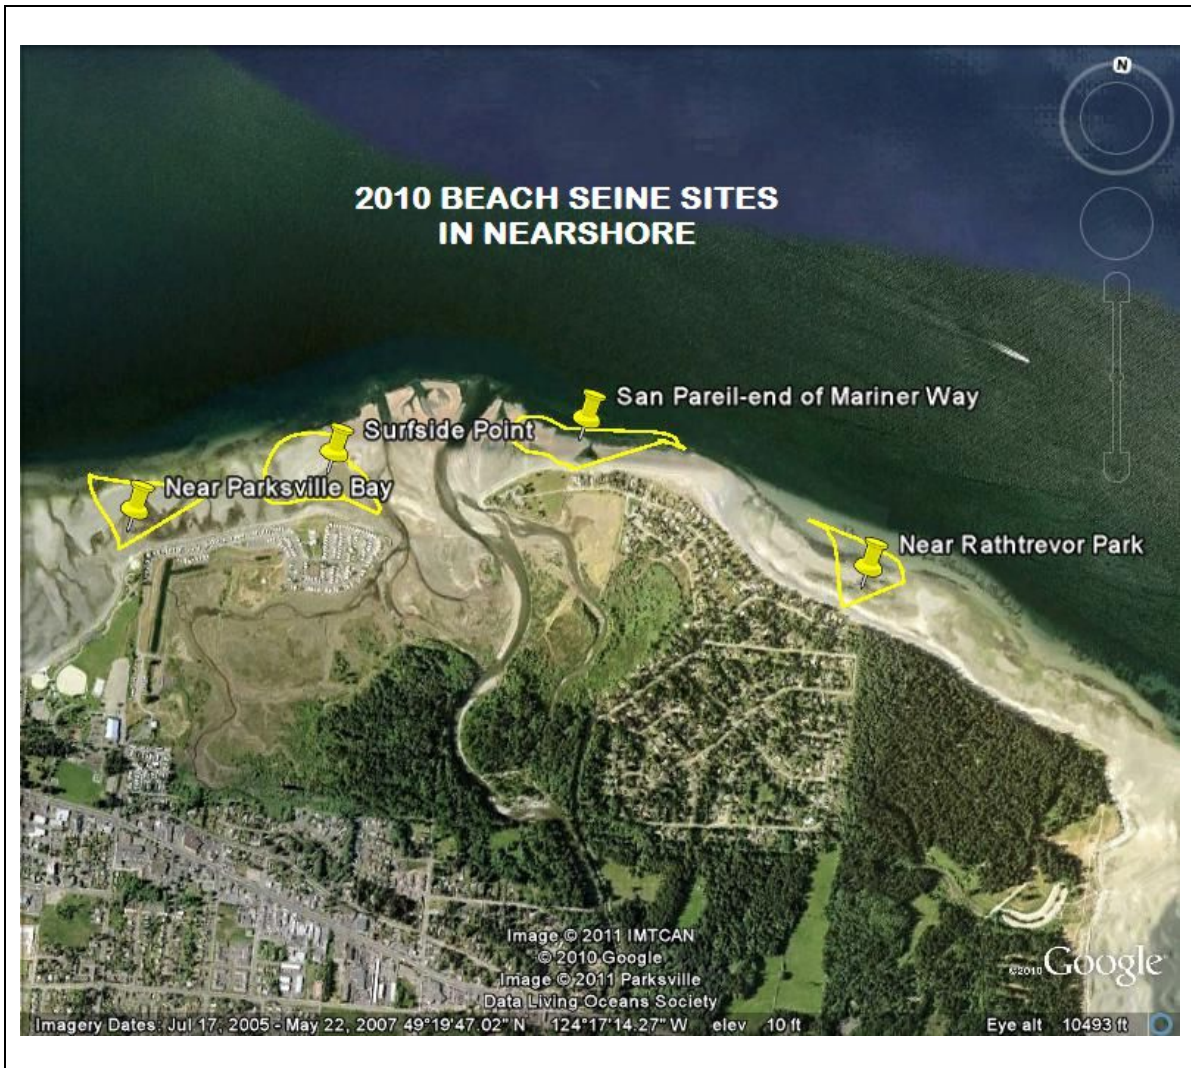 N
2010 BEACH SEINE SITES
IN NEARSHORE
San Pareil-end of Mariner Way
Surfside Point
Near Parksville Bay
Near Rathtrevor Park
Image © 2011 IMTCAN
© 2010 Google
Image © 2011 Parksville
Data Living Oceans Society
©2010 Google
Imagery Dates: Jul 17, 2005 - May 22, 2007 49°19'47.02" N 124°17'14.27" W elev 10 ft Eye alt 10493 ft